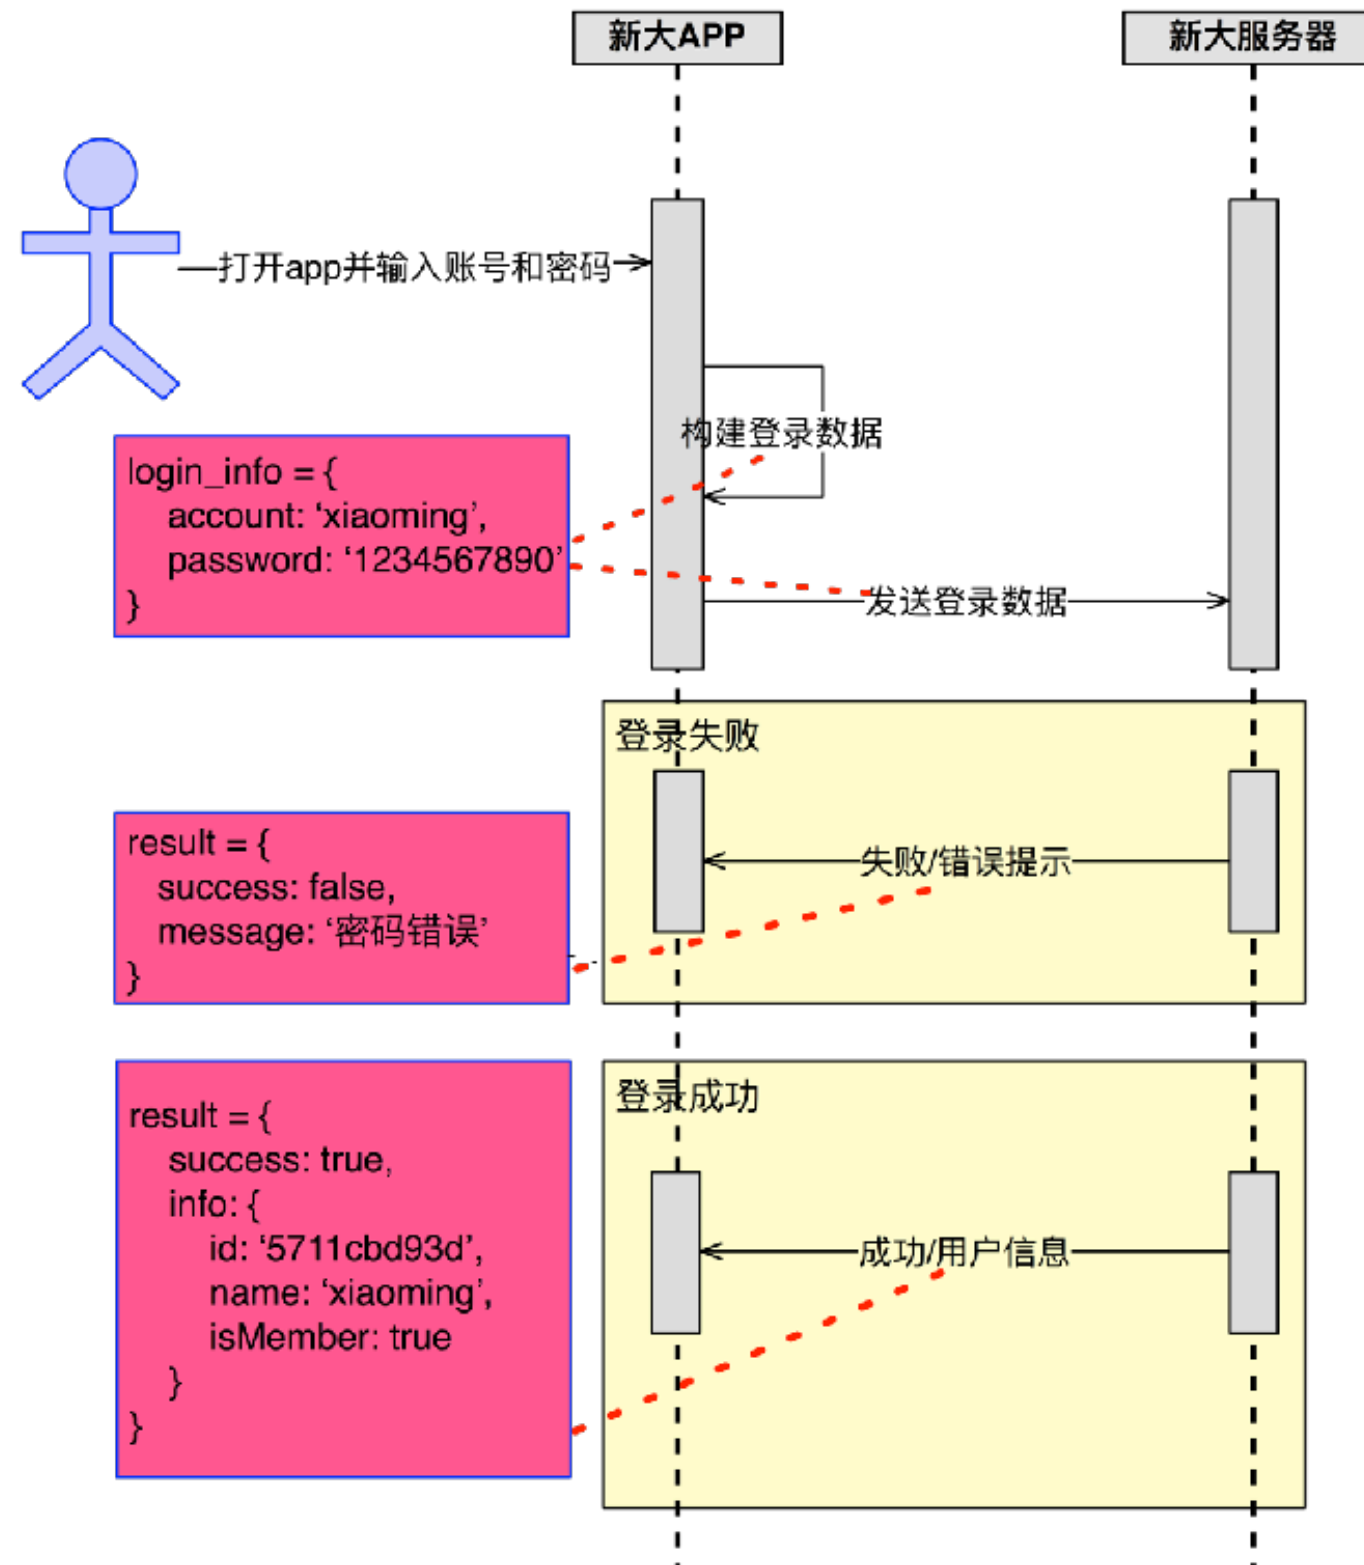 新大APP
新大服务器
打开app并输入账号和密码
构建登录数据
login_info = {
account: ‘xiaoming’,
password: ‘1234567890’
}
发送登录数据
登录失败
result = {
success: false,
message: ‘密码错误’
}
失败/错误提示
登录成功
result = {
success: true,
info: {
id: ‘5711cbd93d’,
name: ‘xiaoming’,
isMember: true
}
}
成功/用户信息